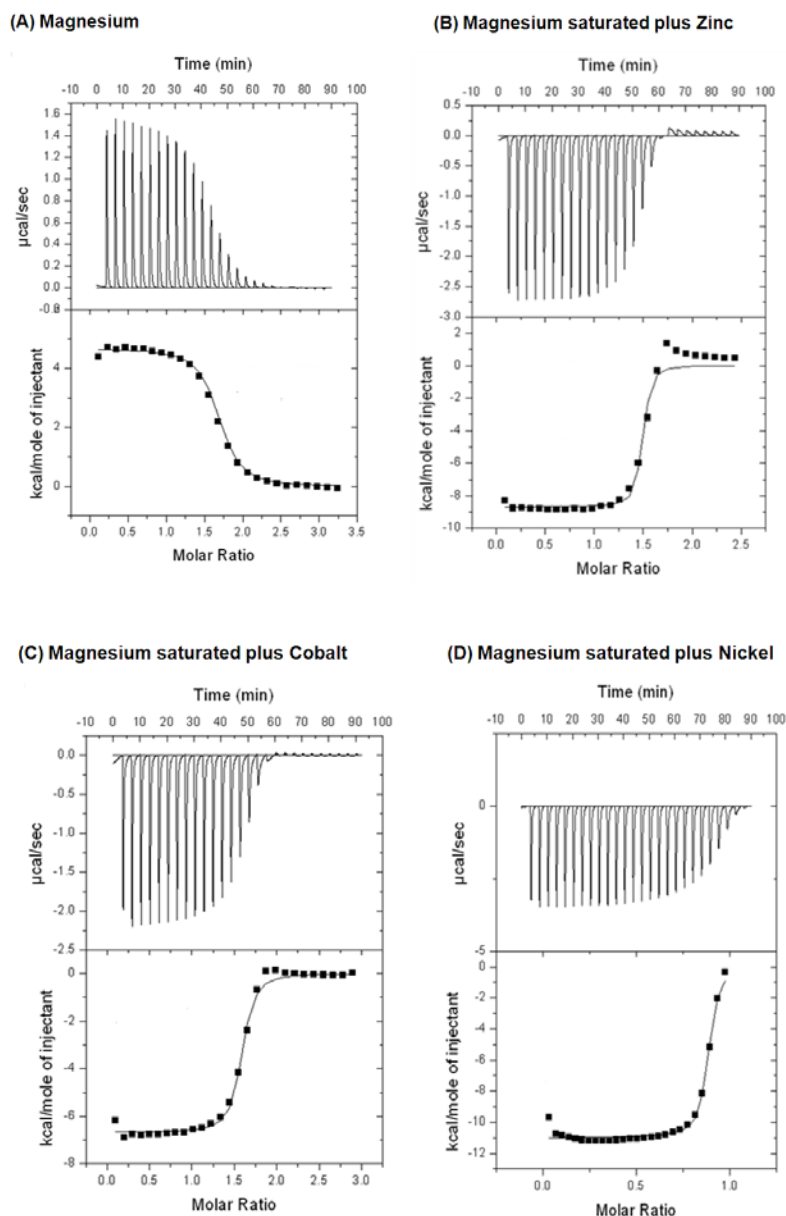 (A) Magnesium
Time (min)
-10 0 10 20 30 40 50 60 70 80 90 100
1.6
1.4
1.2
1.0
0.8
0.6
0.4
0.2
0.0
µcal/sec
4
2
0
kcal/mole of injectant
0.0 0.5 1.0 1.5 2.0 2.5 3.0 3.5
Molar Ratio
(B) Magnesium saturated plus Zinc
Time (min)
-10 0 10 20 30 40 50 60 70 80 90 100
0.5
0.0
-0.5
-1.0
-1.5
-2.0
-2.5
-3.0
µcal/sec
2
0
-2
-4
-6
-8
-10
kcal/mole of injectant
0.0 0.5 1.0 1.5 2.0 2.5
Molar Ratio
(C) Magnesium saturated plus Cobalt
Time (min)
-10 0 10 20 30 40 50 60 70 80 90 100
0.0
-0.5
-1.0
-1.5
-2.0
-2.5
µcal/sec
0
-2
-4
-6
-8
kcal/mole of injectant
0.0 0.5 1.0 1.5 2.0 2.5 3.0
Molar Ratio
(D) Magnesium saturated plus Nickel
Time (min)
-10 0 10 20 30 40 50 60 70 80 90 100
0
-5
µcal/sec
0
-2
-4
-6
-8
-10
-12
kcal/mole of injectant
0.0 0.5 1.0
Molar Ratio